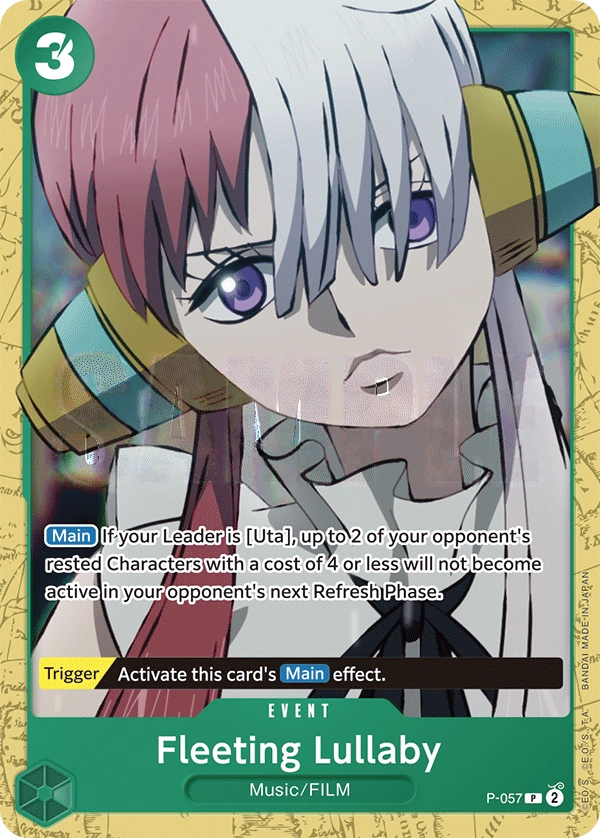 3
SAMPLE
Main If your Leader is [Uta], up to 2 of your opponent's
rested Characters with a cost of 4 or less will not become
active in your opponent's next Refresh Phase.
Trigger Activate this card's Main effect.
EVENT
Fleeting Lullaby
Music/FILM
P-057 P 2
©E.O/S. ©E.O./S.,T.A. BANDAI MADE IN JAPAN